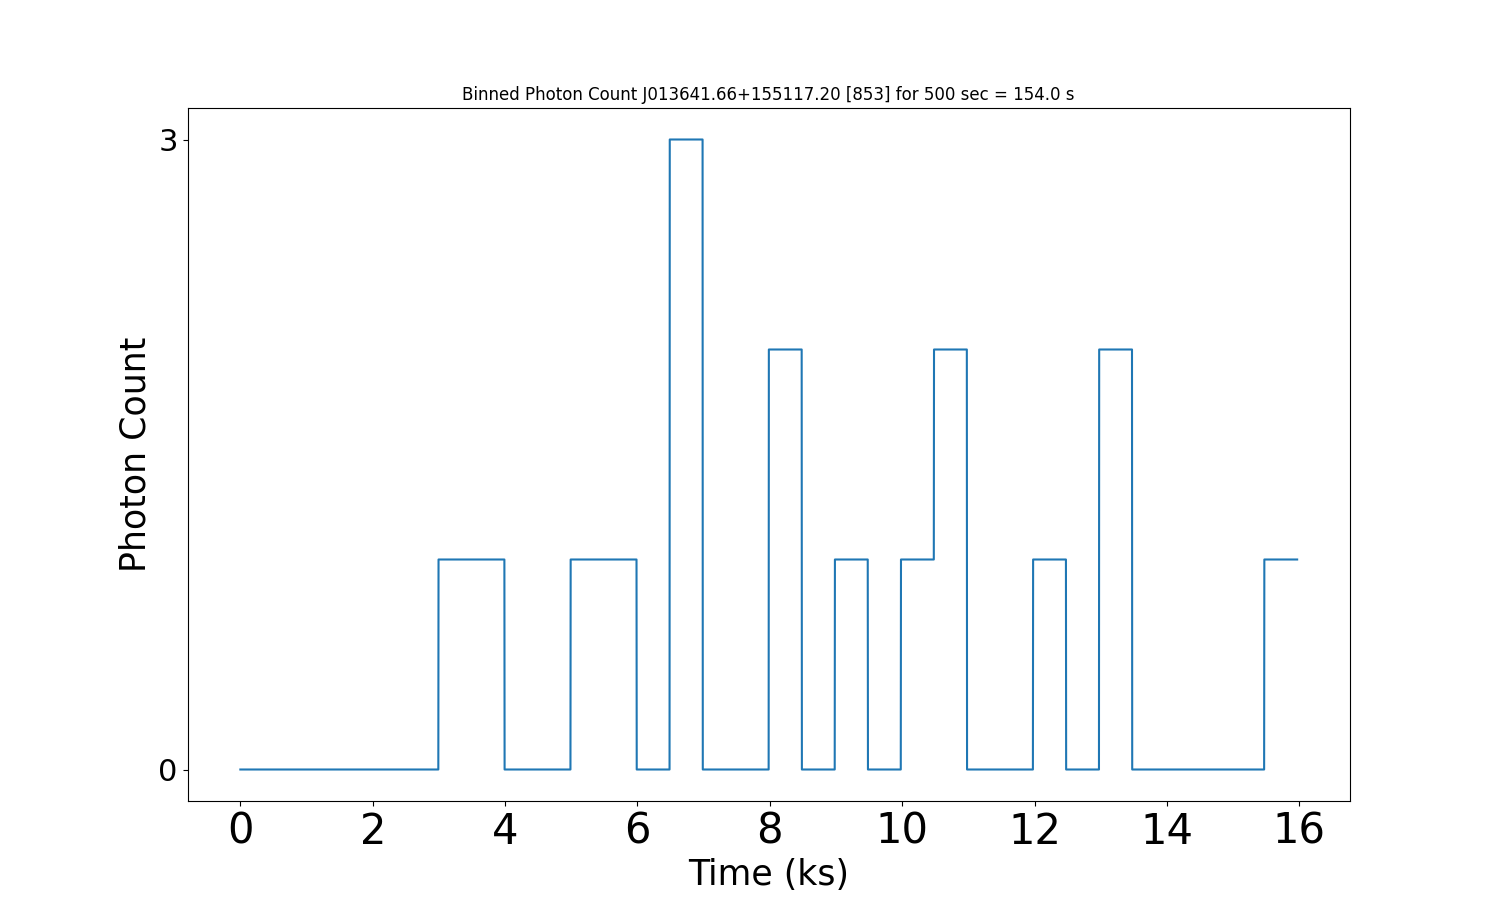 Binned Photon Count J013641.66+155117.20 [853] for 500 sec = 154.0 s
3
Photon Count
0
0 2 4 6 8 10 12 14 16
Time (ks)